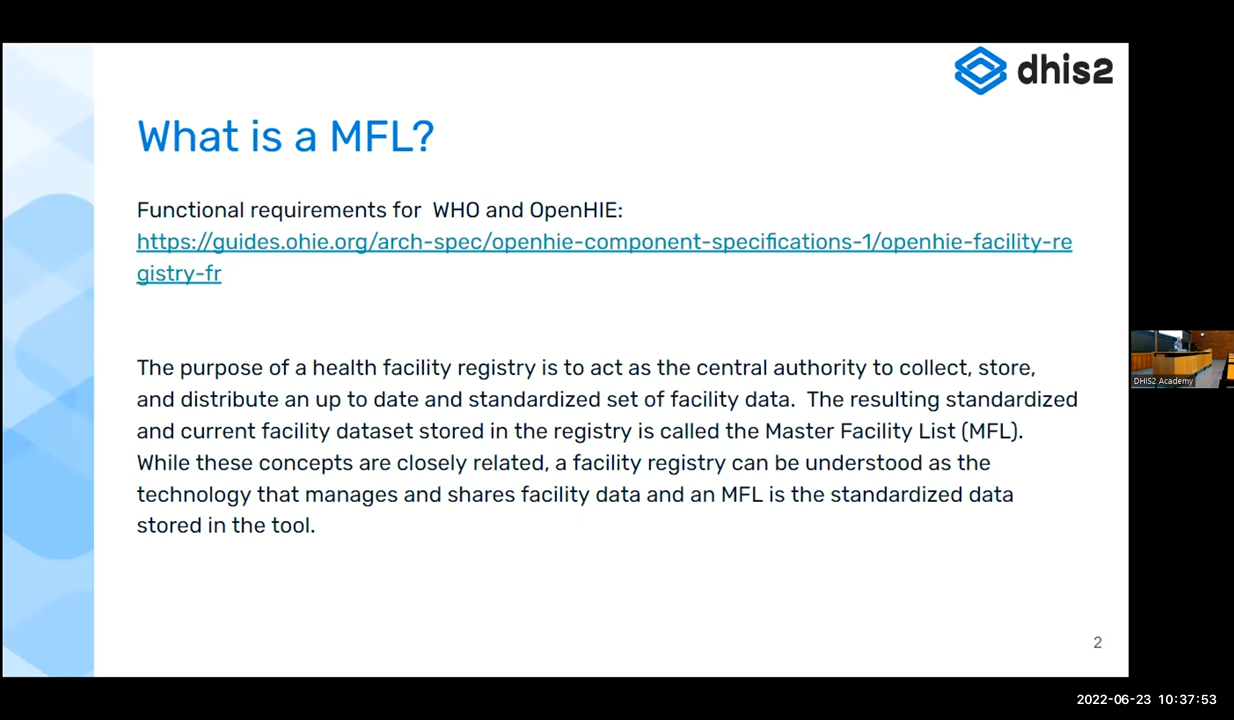 dhis2
What is a MFL?
Functional requirements for  WHO and OpenHIE:
https://guides.ohie.org/arch-spec/openhie-component-specifications-1/openhie-facility-re
gistry-fr
The purpose of a health facility registry is to act as the central authority to collect, store,
and distribute an up to date and standardized set of facility data.  The resulting standardized
and current facility dataset stored in the registry is called the Master Facility List (MFL).
While these concepts are closely related, a facility registry can be understood as the
technology that manages and shares facility data and an MFL is the standardized data
stored in the tool.
DHIS2 Academy
2
2022-06-23 10:37:53